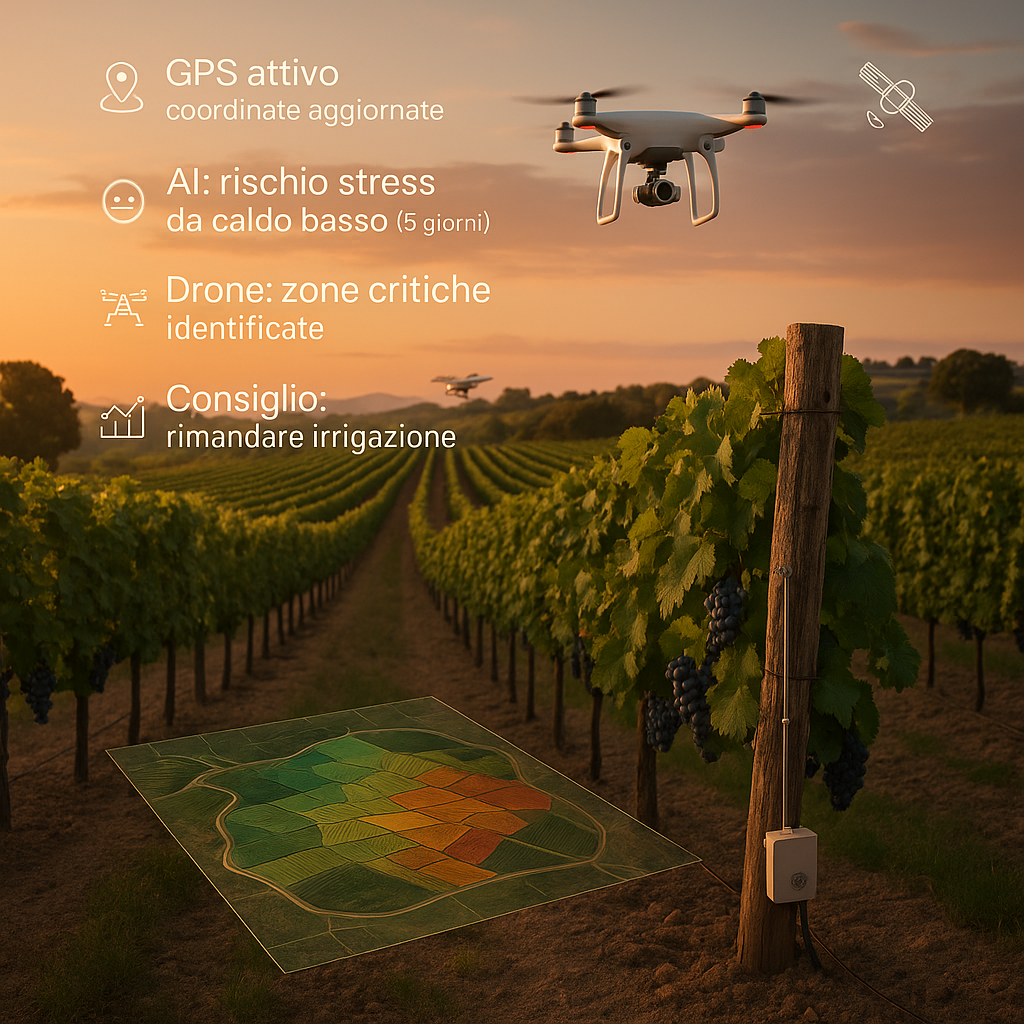 GPS attivo
coordinate aggiornate
AI: rischio stress
da caldo basso (5 giorni)
Drone: zone critiche
identificate
Consiglio:
rimandare irrigazione